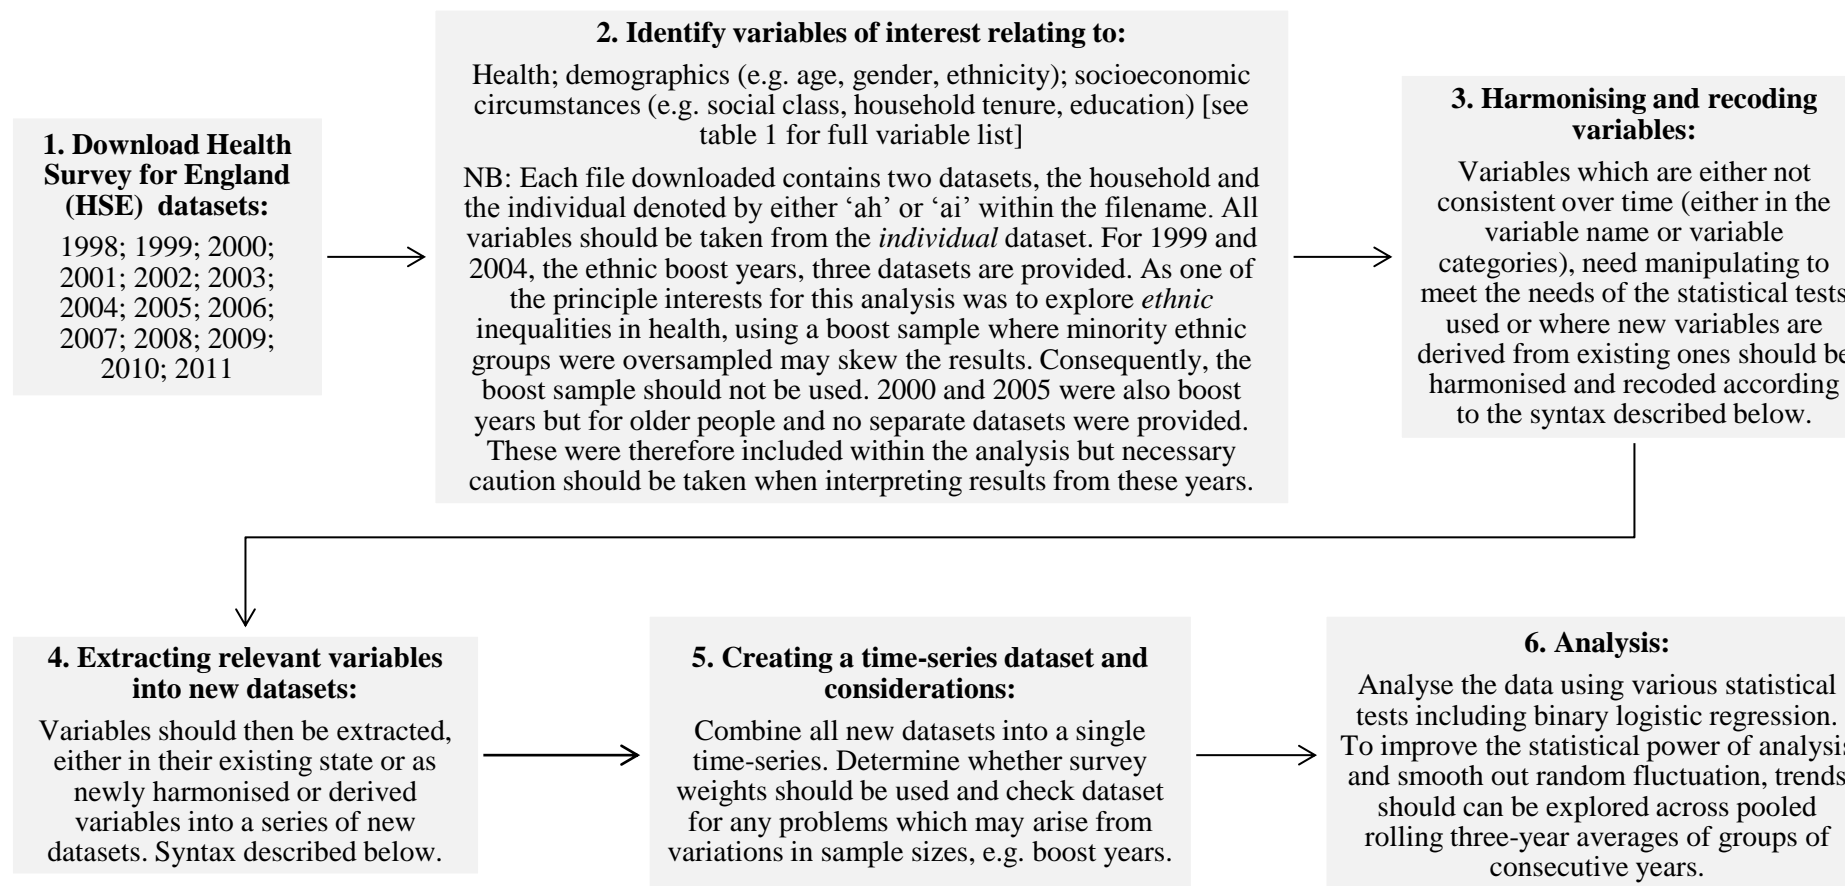 1. Download Health
Survey for England
(HSE) datasets:
1998; 1999; 2000;
2001; 2002; 2003;
2004; 2005; 2006;
2007; 2008; 2009;
2010; 2011
2. Identify variables of interest relating to:
Health; demographics (e.g. age, gender, ethnicity); socioeconomic
circumstances (e.g. social class, household tenure, education) [see
table 1 for full variable list]
NB: Each file downloaded contains two datasets, the household and
the individual denoted by either ‘ah’ or ‘ai’ within the filename. All
variables should be taken from the individual dataset. For 1999 and
2004, the ethnic boost years, three datasets are provided. As one of
the principle interests for this analysis was to explore ethnic
inequalities in health, using a boost sample where minority ethnic
groups were oversampled may skew the results. Consequently, the
boost sample should not be used. 2000 and 2005 were also boost
years but for older people and no separate datasets were provided.
These were therefore included within the analysis but necessary
caution should be taken when interpreting results from these years.
3. Harmonising and recoding
variables:
Variables which are either not
consistent over time (either in the
variable name or variable
categories), need manipulating to
meet the needs of the statistical tests
used or where new variables are
derived from existing ones should be
harmonised and recoded according
to the syntax described below.
4. Extracting relevant variables
into new datasets:
Variables should then be extracted,
either in their existing state or as
newly harmonised or derived
variables into a series of new
datasets. Syntax described below.
5. Creating a time-series dataset and
considerations:
Combine all new datasets into a single
time-series. Determine whether survey
weights should be used and check dataset
for any problems which may arise from
variations in sample sizes, e.g. boost years.
6. Analysis:
Analyse the data using various statistical
tests including binary logistic regression.
To improve the statistical power of analysis
and smooth out random fluctuation, trends
should can be explored across pooled
rolling three-year averages of groups of
consecutive years.